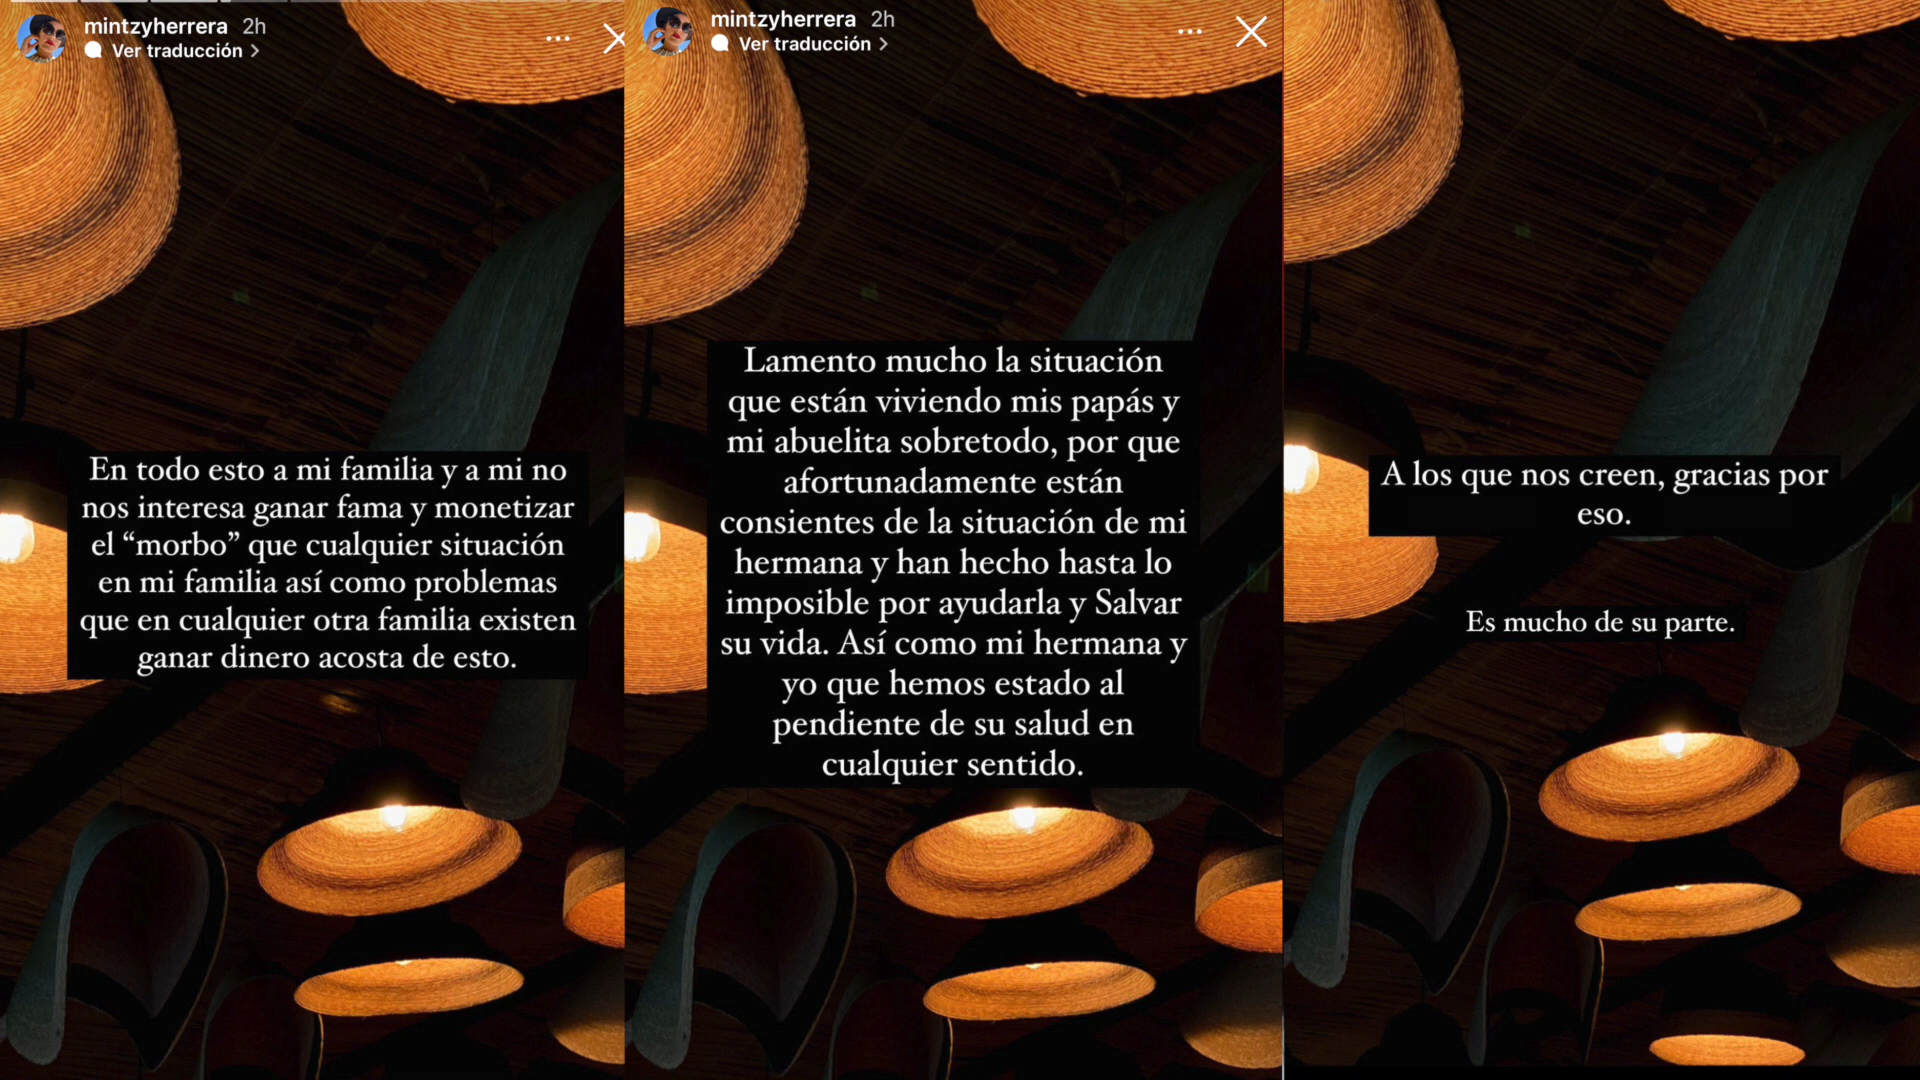 mintzyherrera 2h
Ver traducción
En todo esto a mi familia y a mi no
nos interesa ganar fama y monetizar
el “morbo” que cualquier situación
en mi familia así como problemas
que en cualquier otra familia existen
ganar dinero acosta de esto.
mintzyherrera 2h
Ver traducción
Lamento mucho la situación
que están viviendo mis papás y
mi abuelita sobretodo, por que
afortunadamente están
consientes de la situación de mi
hermana y han hecho hasta lo
imposible por ayudarla y Salvar
su vida. Así como mi hermana y
yo que hemos estado al
pendiente de su salud en
cualquier sentido.
A los que nos creen, gracias por
eso.
Es mucho de su parte.